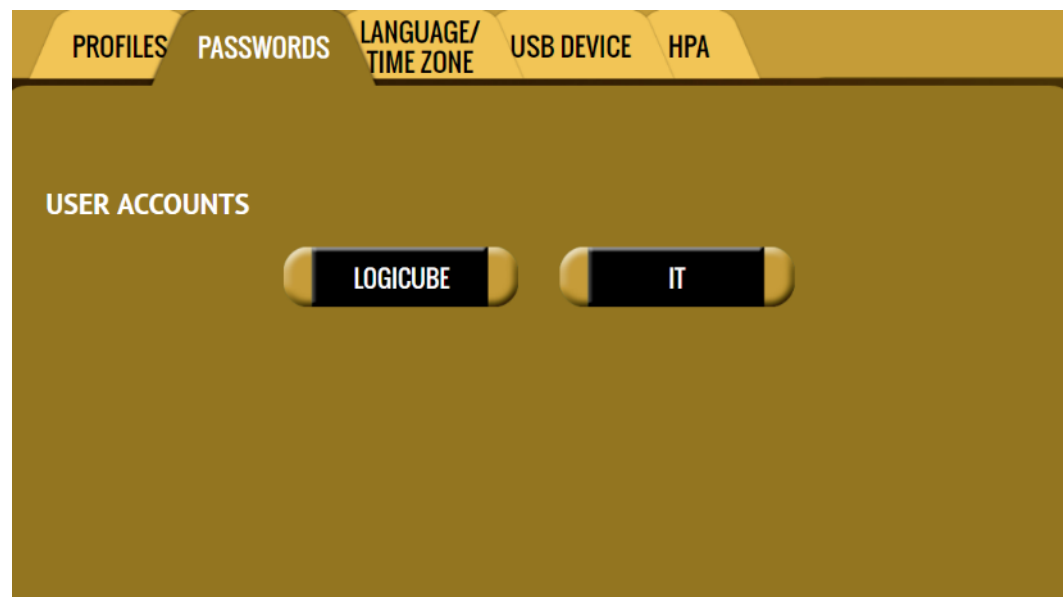 PROFILES
PASSWORDS
LANGUAGE/
TIME ZONE
USB DEVICE
HPA
USER ACCOUNTS
LOGICUBE
IT